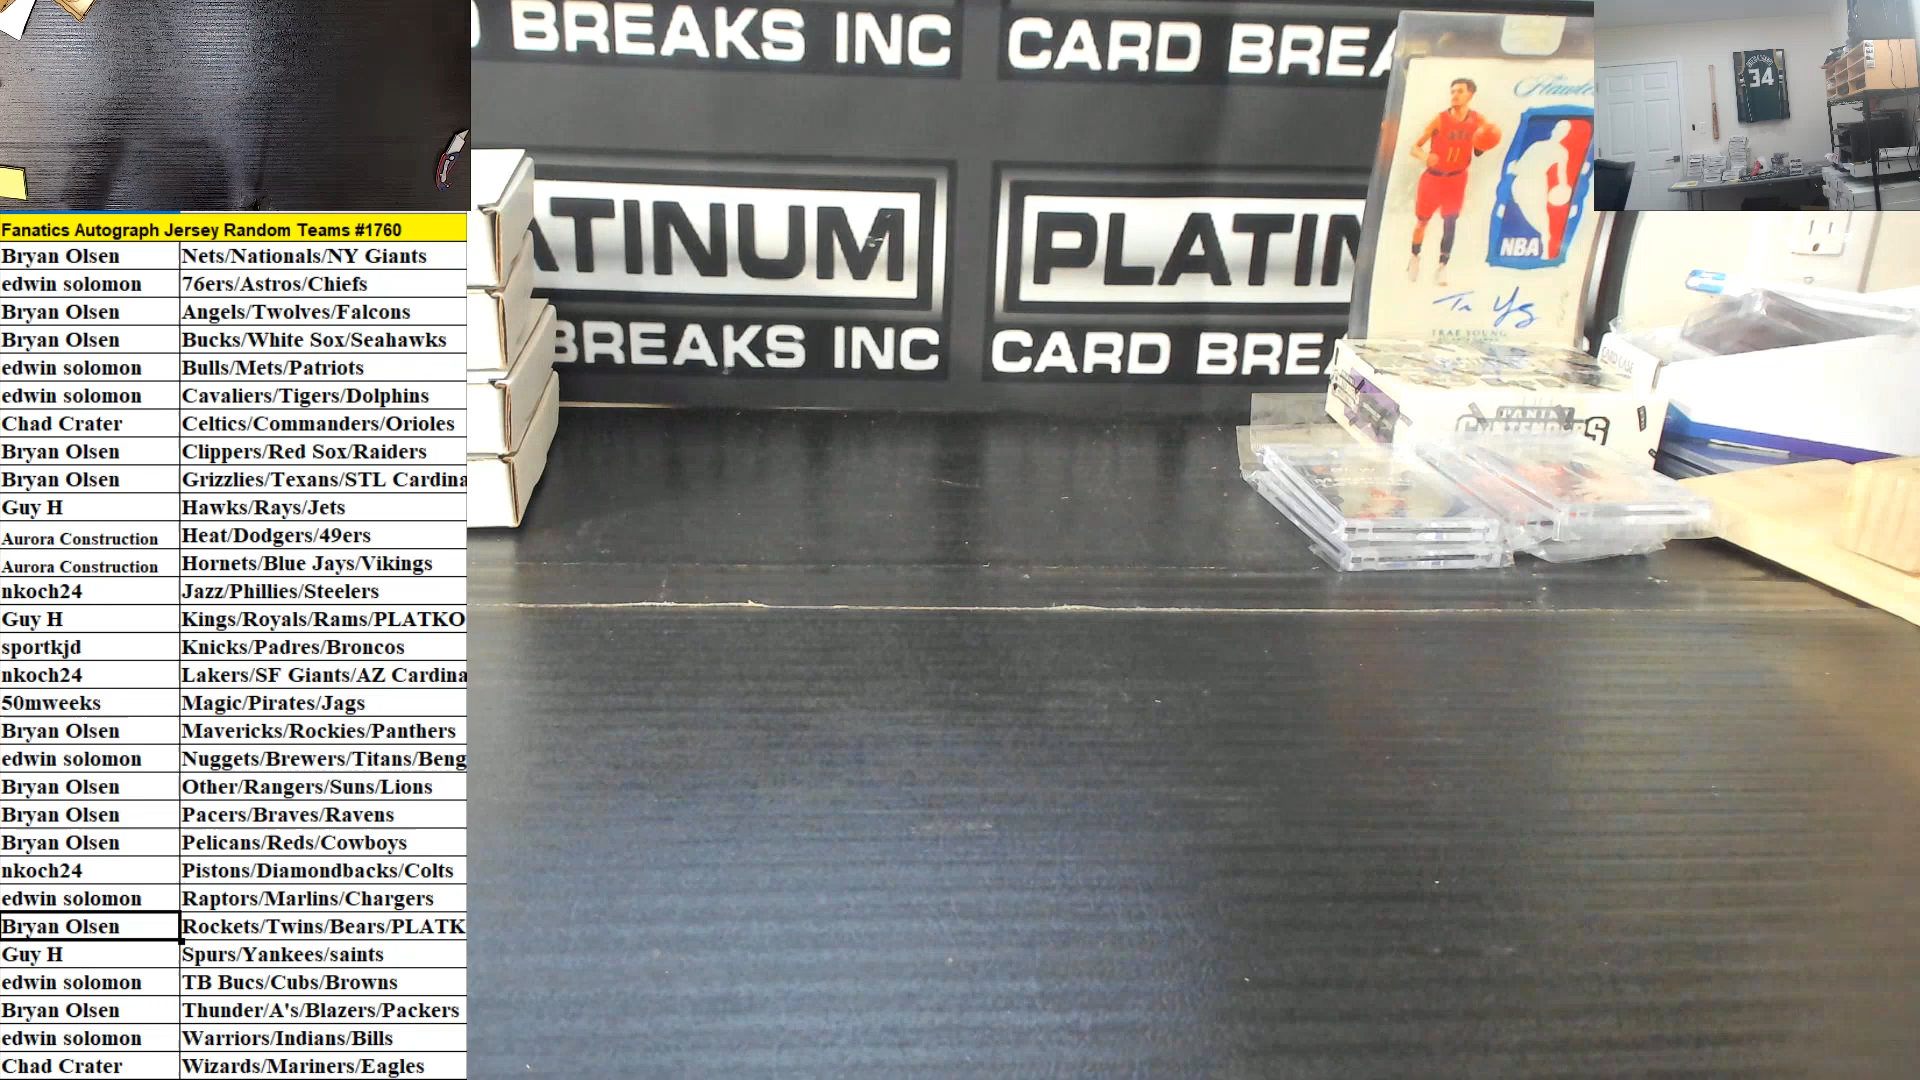 Fanatics Autograph Jersey Random Teams #1760
Bryan Olsen Nets/Nationals/NY Giants
edwin solomon 76ers/Astros/Chiefs
Bryan Olsen Angels/Twolves/Falcons
Bryan Olsen Bucks/White Sox/Seahawks
edwin solomon Bulls/Mets/Patriots
edwin solomon Cavaliers/Tigers/Dolphins
Chad Crater Celtics/Commanders/Orioles
Bryan Olsen Clippers/Red Sox/Raiders
Bryan Olsen Grizzlies/Texans/STL Cardina
Guy H Hawks/Rays/Jets
Aurora Construction Heat/Dodgers/49ers
Aurora Construction Hornets/Blue Jays/Vikings
nkoch24 Jazz/Phillies/Steelers
Guy H Kings/Royals/Rams/PLATKO
sportkjd Knicks/Padres/Broncos
nkoch24 Lakers/SF Giants/AZ Cardina
50mweeks Magic/Pirates/Jags
Bryan Olsen Mavericks/Rockies/Panthers
edwin solomon Nuggets/Brewers/Titans/Beng
Bryan Olsen Other/Rangers/Suns/Lions
Bryan Olsen Pacers/Braves/Ravens
Bryan Olsen Pelicans/Reds/Cowboys
nkoch24 Pistons/Diamondbacks/Colts
edwin solomon Raptors/Marlins/Chargers
Bryan Olsen Rockets/Twins/Bears/PLATK
Guy H Spurs/Yankees/saints
edwin solomon TB Bucs/Cubs/Browns
Bryan Olsen Thunder/A's/Blazers/Packers
edwin solomon Warriors/Indians/Bills
Chad Crater Wizards/Mariners/Eagles
BREAKS INC CARD BREA
ATINUM PLATIN
BREAKS INC CARD BREA
11
NBA
TRAE YOUNG
PANINI
CONTENDERS
34